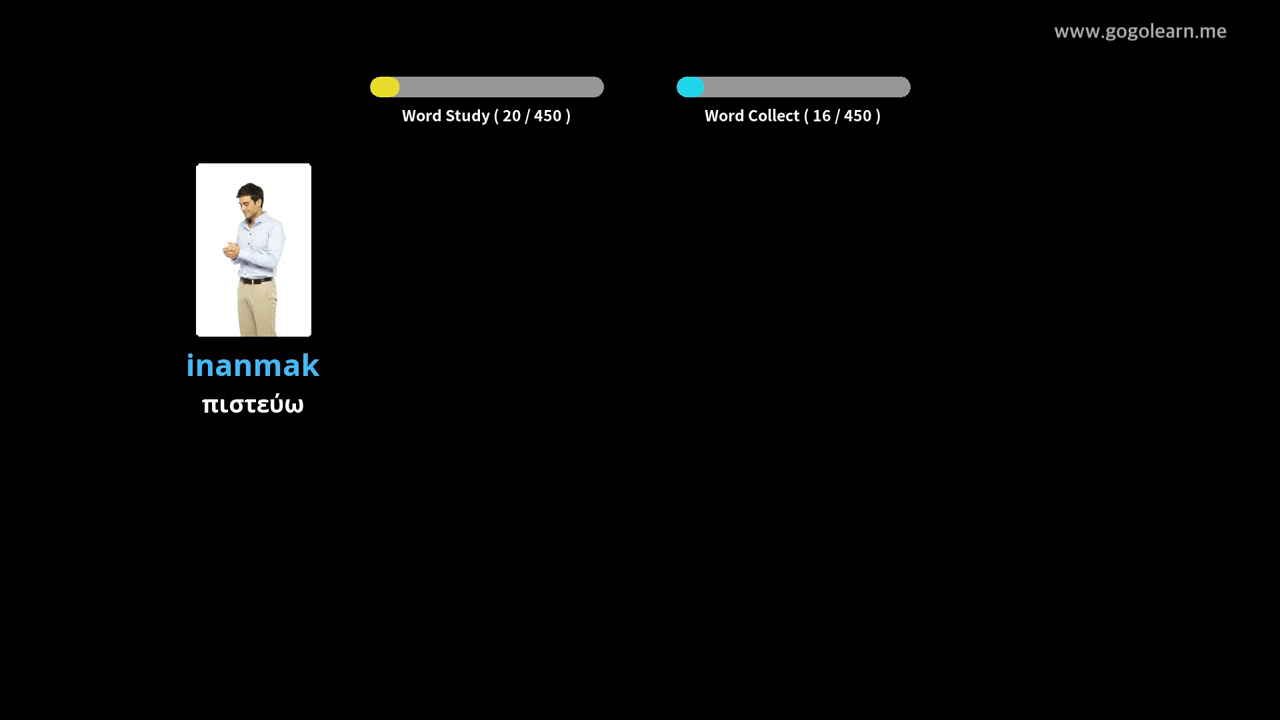 www.gogolearn.me
Word Study ( 20 / 450 )
Word Collect ( 16 / 450 )
inanmak
πιστεύω